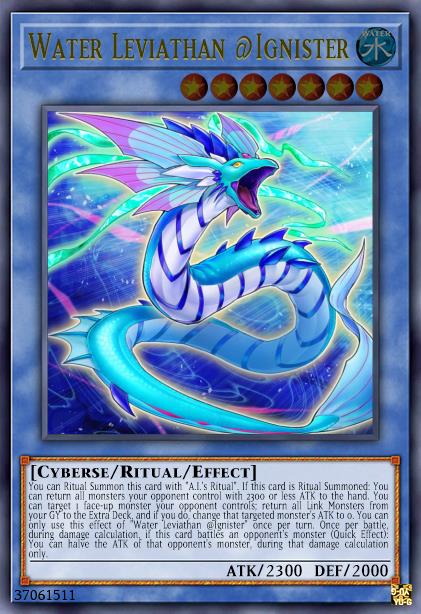 WATER LEVIATHAN @IGNISTER
WATER
水
[CYBERSE/RITUAL/EFFECT]
You can Ritual Summon this card with "A.I.'s Ritual". If this card is Ritual Summoned: You
can return all monsters your opponent control with 2300 or less ATK to the hand. You
can target 1 face-up monster your opponent controls; return all Link Monsters from
your GY to the Extra Deck, and if you do, change that targeted monster's ATK to 0. You can
only use this effect of "Water Leviathan @Ignister" once per turn. Once per battle,
during damage calculation, if this card battles an opponent's monster (Quick Effect):
You can halve the ATK of that opponent's monster, during that damage calculation
only.
ATK/2300 DEF/2000
37061511